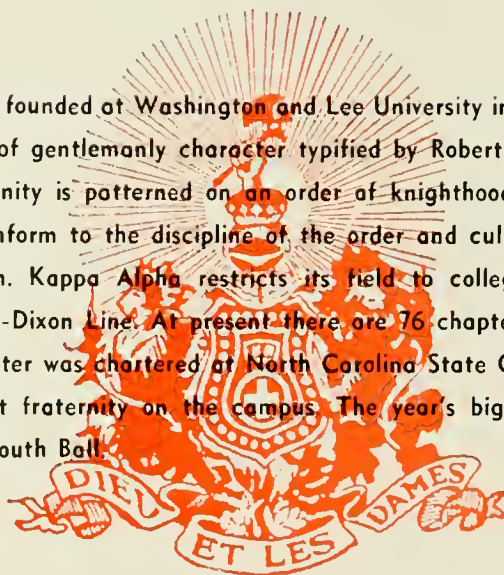 founded at Washington and Lee University in
of gentlemanly character typified by Robert
nity is patterned on an order of knighthood
nform to the discipline of the order and cul
n. Kappa Alpha restricts its field to colleg
-Dixon Line. At present there are 76 chapte
ter was chartered at North Carolina State C
t fraternity on the campus. The year's big
outh Ball.
DIEU ET LES DAMES